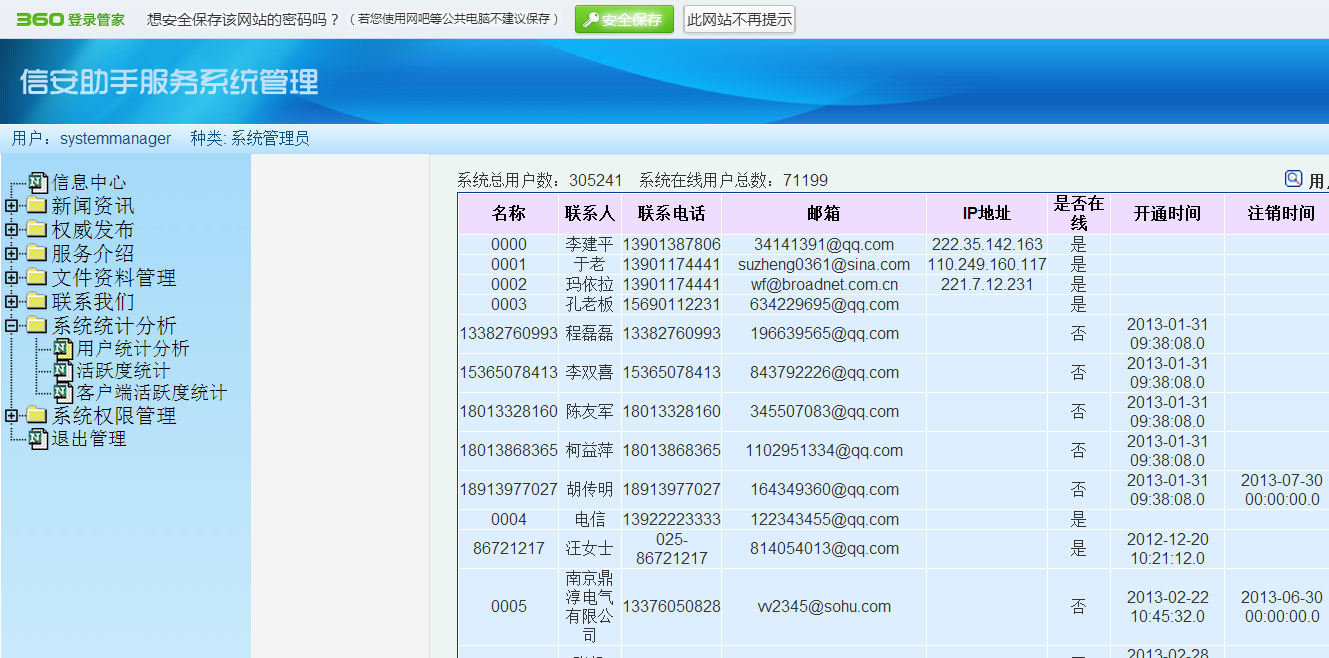 360 登录管家 想安全保存该网站的密码吗？（若您使用网吧等公共电脑不建议保存） 安全保存 此网站不再提示
信安助手服务系统管理
用户：systemmanager 种类: 系统管理员
信息中心
新闻资讯
权威发布
服务介绍
文件资料管理
联系我们
系统统计分析
用户统计分析
活跃度统计
客户端活跃度统计
系统权限管理
退出管理
系统总用户数：305241 系统在线用户总数：71199
名称 联系人 联系电话 邮箱 IP地址 是否在线 开通时间 注销时间
0000 李建平 13901387806 34141391@qq.com 222.35.142.163 是
0001 于老 13901174441 suzheng0361@sina.com 110.249.160.117 是
0002 玛依拉 13901174441 wf@broadnet.com.cn 221.7.12.231 是
0003 孔老板 15690112231 634229695@qq.com 是
13382760993 程磊磊 13382760993 196639565@qq.com 否 2013-01-31 09:38:08.0
15365078413 李双喜 15365078413 843792226@qq.com 否 2013-01-31 09:38:08.0
18013328160 陈友军 18013328160 345507083@qq.com 否 2013-01-31 09:38:08.0
18013868365 柯益萍 18013868365 1102951334@qq.com 否 2013-01-31 09:38:08.0
18913977027 胡传明 18913977027 164349360@qq.com 否 2013-01-31 09:38:08.0 2013-07-30 00:00:00.0
0004 电信 13922223333 122343455@qq.com 是
86721217 汪女士 025-86721217 814054013@qq.com 是 2012-12-20 10:21:12.0
0005 南京鼎淳电气有限公司 13376050828 vv2345@sohu.com 否 2013-02-22 10:45:32.0 2013-06-30 00:00:00.0
2013-02-28